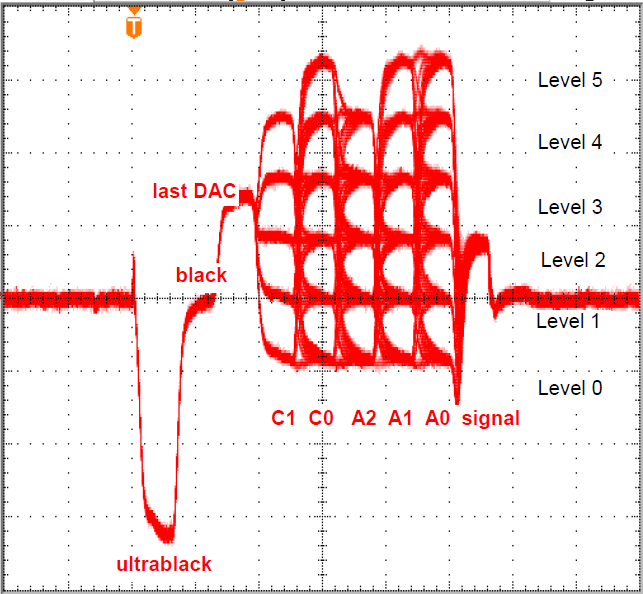 T
Level 5
Level 4
last DAC
Level 3
Level 2
black
Level 1
Level 0
C1 C0 A2 A1 A0 signal
ultrablack